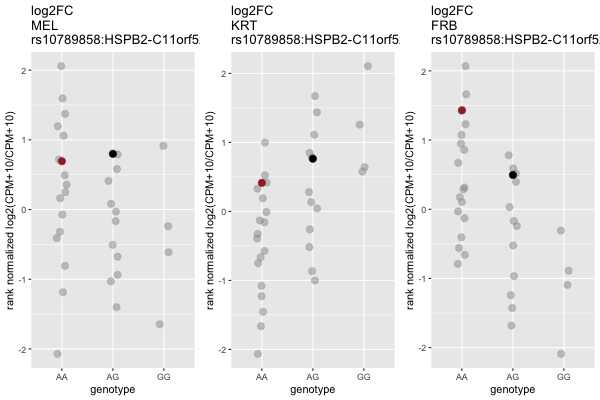 log2FC
MEL
rs10789858:HSPB2-C11orf5
rank normalized log2(CPM+10/CPM+10)
2
1
0
-1
-2
AA
AG
GG
genotype
log2FC
KRT
rs10789858:HSPB2-C11orf5
rank normalized log2(CPM+10/CPM+10)
2
1
0
-1
-2
AA
AG
GG
genotype
log2FC
FRB
rs10789858:HSPB2-C11orf5
rank normalized log2(CPM+10/CPM+10)
2
1
0
-1
-2
AA
AG
GG
genotype